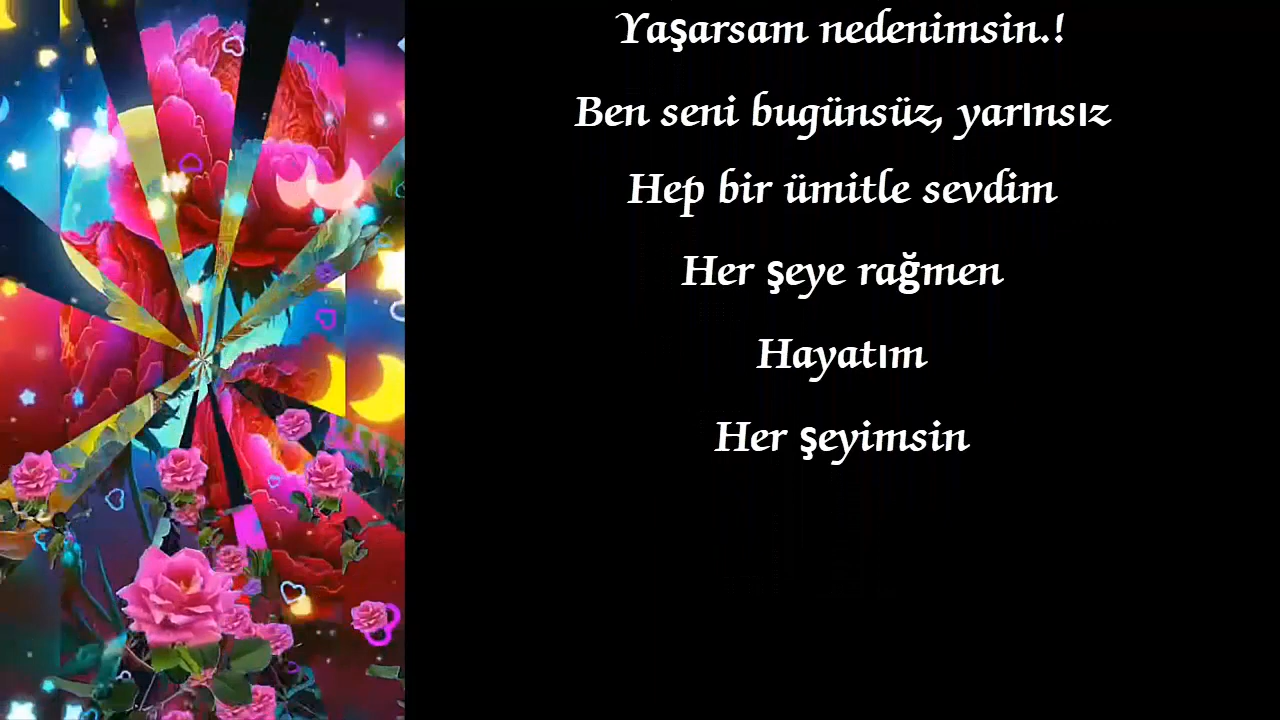 Yaşarsam nedenimsin.!
Ben seni bugünsüz, yarınsız
Hep bir ümitle sevdim
Her şeye rağmen
Hayatım
Her şeyimsin